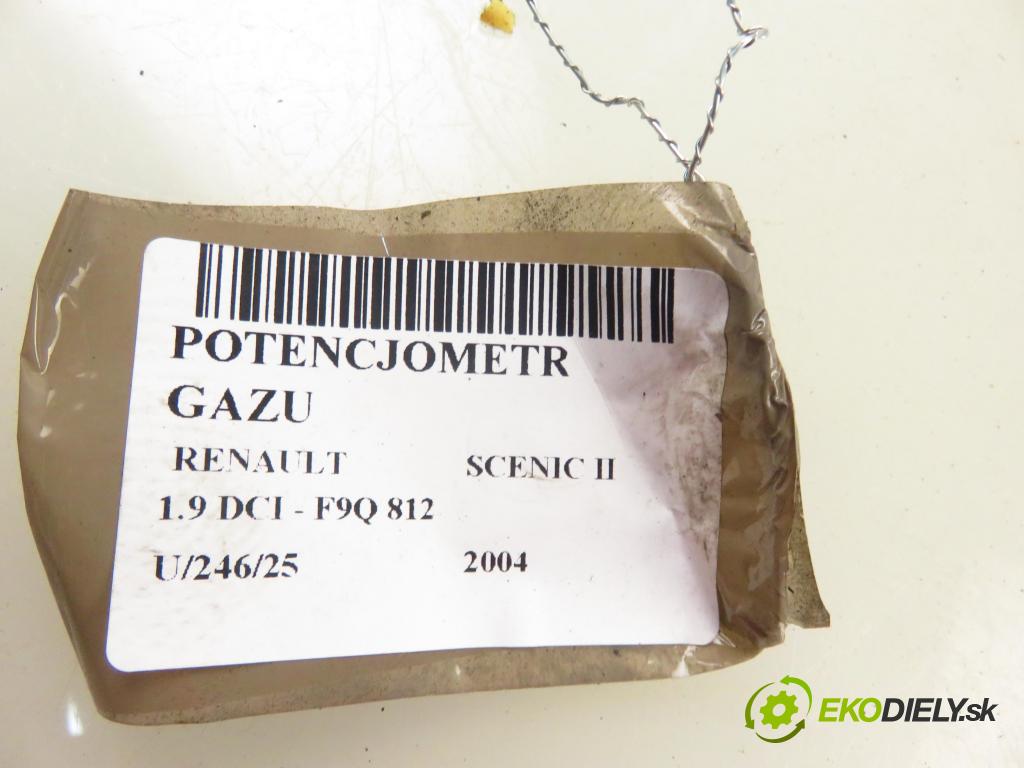 POTENCJOMETR
GAZU
RENAULT SCENIC II
1.9 DCI - F9Q 812
U/246/25 2004
EKODIELY.sk